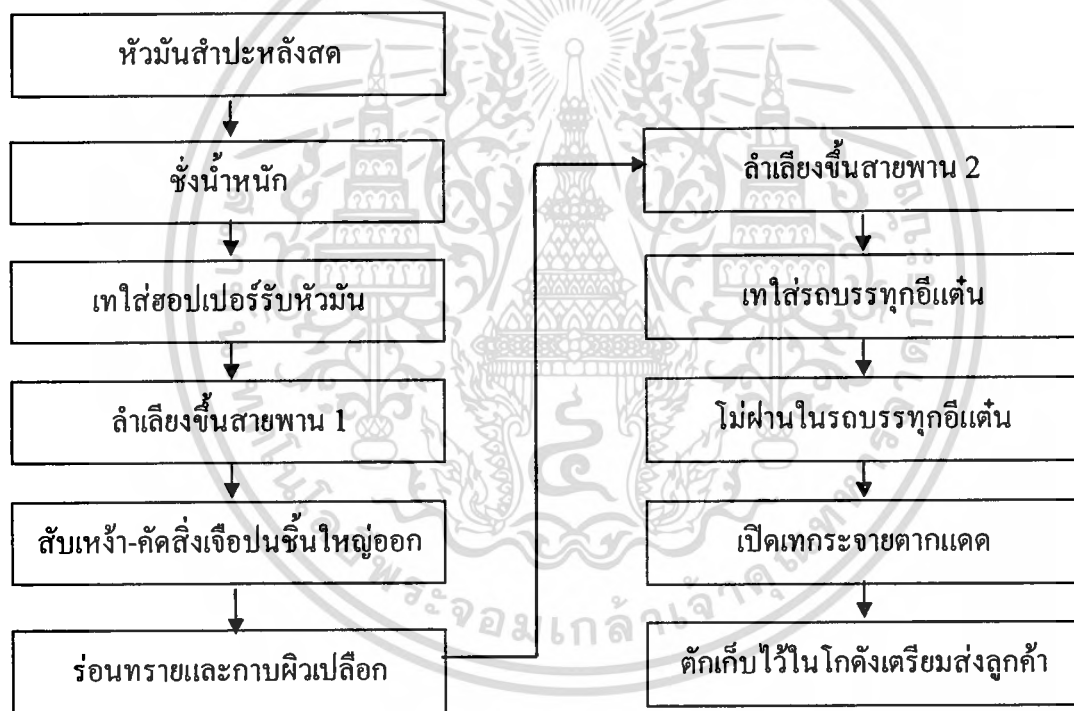 หัวมันสำปะหลังสด
ชั่งน้ำหนัก
เทใส่ฮอปเปอร์รับหัวมัน
ลำเลียงขึ้นสายพาน 1
สับเหง้า-คัดสิ่งเจือปนชิ้นใหญ่ออก
ร่อนทรายและกาบผิวเปลือก
ลำเลียงขึ้นสายพาน 2
เทใส่รถบรรทุกอีแต๋น
โม่ผ่านในรถบรรทุกอีแต๋น
เปิดเทกระจายตากแดด
ตักเก็บไว้ในโกดังเตรียมส่งลูกค้า